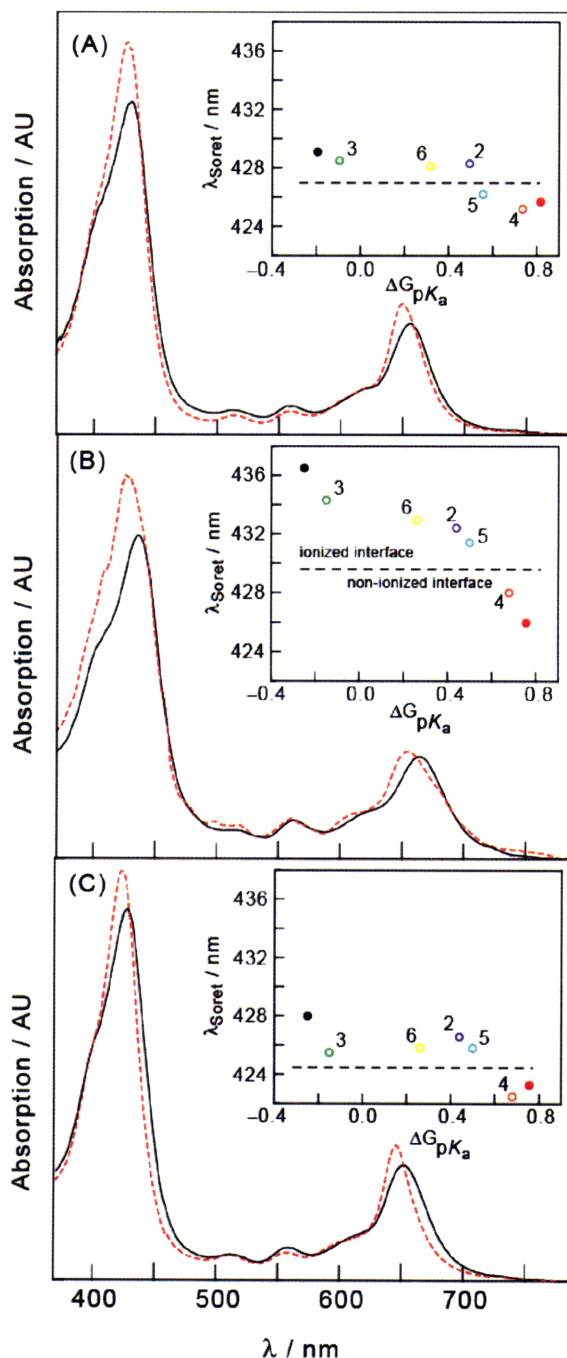 (A)
Absorption / AU
λSoret / nm
436
432
428
424
3
6
2
5
4
−0.4
0.0
0.4
0.8
ΔGpKa
(B)
Absorption / AU
λSoret / nm
436
432
428
424
3
6
2
5
4
ionized interface
non-ionized interface
−0.4
0.0
0.4
0.8
ΔGpKa
(C)
Absorption / AU
λSoret / nm
436
432
428
424
3
6
2
5
4
−0.4
0.0
0.4
0.8
ΔGpKa
400
500
600
700
λ / nm